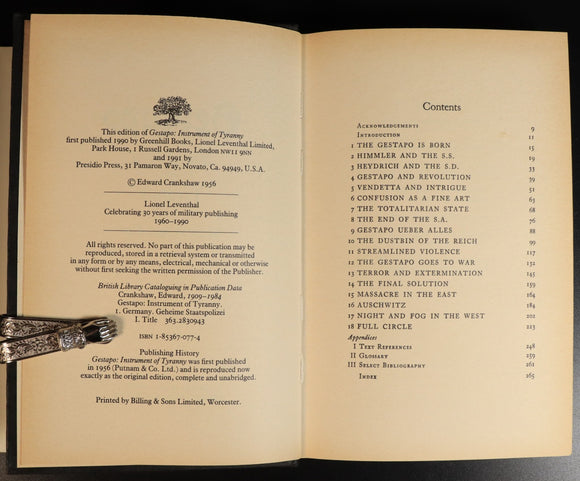 This edition of Gestapo: Instrument of Tyranny
first published 1990 by Greenhill Books, Lionel Leventhal Limited,
Park House, 1 Russell Gardens, London NW11 9NN
and 1991 by
Presidio Press, 31 Pamaron Way, Novato, Ca. 94949, U.S.A.
© Edward Crankshaw 1956
Lionel Leventhal
Celebrating 30 years of military publishing
1960–1990
All rights reserved. No part of this publication may be
reproduced, stored in a retrieval system or transmitted
in any form or by any means, electrical, mechanical or otherwise
without first seeking the written permission of the Publisher.
British Library Cataloguing in Publication Data
Crankshaw, Edward, 1909–1984
Gestapo: Instrument of Tyranny.
1. Germany. Geheime Staatspolizei
I. Title 363.2830943
ISBN 1-85367-077-4
Publishing History
Gestapo: Instrument of Tyranny was first published
in 1956 (Putnam & Co. Ltd.) and is reproduced now
exactly as the original edition, complete and unabridged.
Printed by Billing & Sons Limited, Worcester.
Contents
ACKNOWLEDGEMENTS 9
INTRODUCTION 11
1 THE GESTAPO IS BORN 15
2 HIMMLER AND THE S.S. 19
3 HEYDRICH AND THE S.D. 33
4 GESTAPO AND REVOLUTION 39
5 VENDETTA AND INTRIGUE 51
6 CONFUSION AS A FINE ART 63
7 THE TOTALITARIAN STATE 68
8 THE END OF THE S.A. 76
9 GESTAPO UEBER ALLES 88
10 THE DUSTBIN OF THE REICH 102
11 STREAMLINED VIOLENCE 117
12 THE GESTAPO GOES TO WAR 132
13 TERROR AND EXTERMINATION 145
14 THE FINAL SOLUTION 159
15 MASSACRE IN THE EAST 164
16 AUSCHWITZ 184
17 NIGHT AND FOG IN THE WEST 201
18 FULL CIRCLE 223
Appendices
I TEXT REFERENCES 248
II GLOSSARY 259
III SELECT BIBLIOGRAPHY 261
INDEX 265